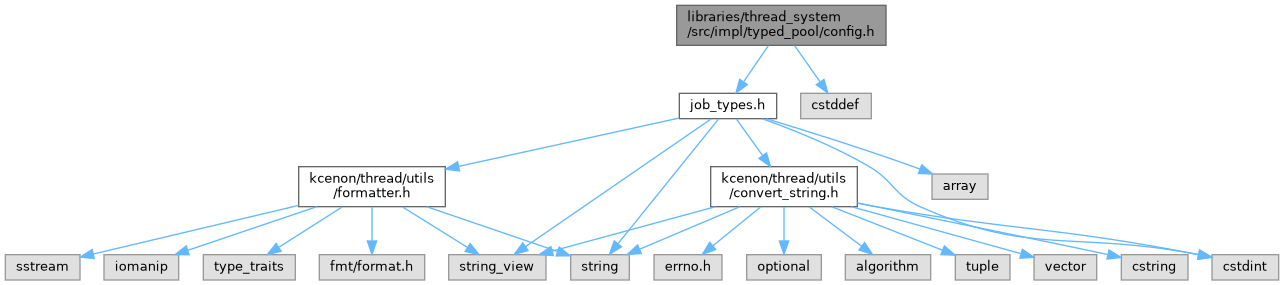 libraries/thread_system
/src/impl/typed_pool/config.h
job_types.h
cstddef
kcenon/thread/utils
/formatter.h
kcenon/thread/utils
/convert_string.h
array
sstream
iomanip
type_traits
fmt/format.h
string_view
string
errno.h
optional
algorithm
tuple
vector
cstring
cstdint